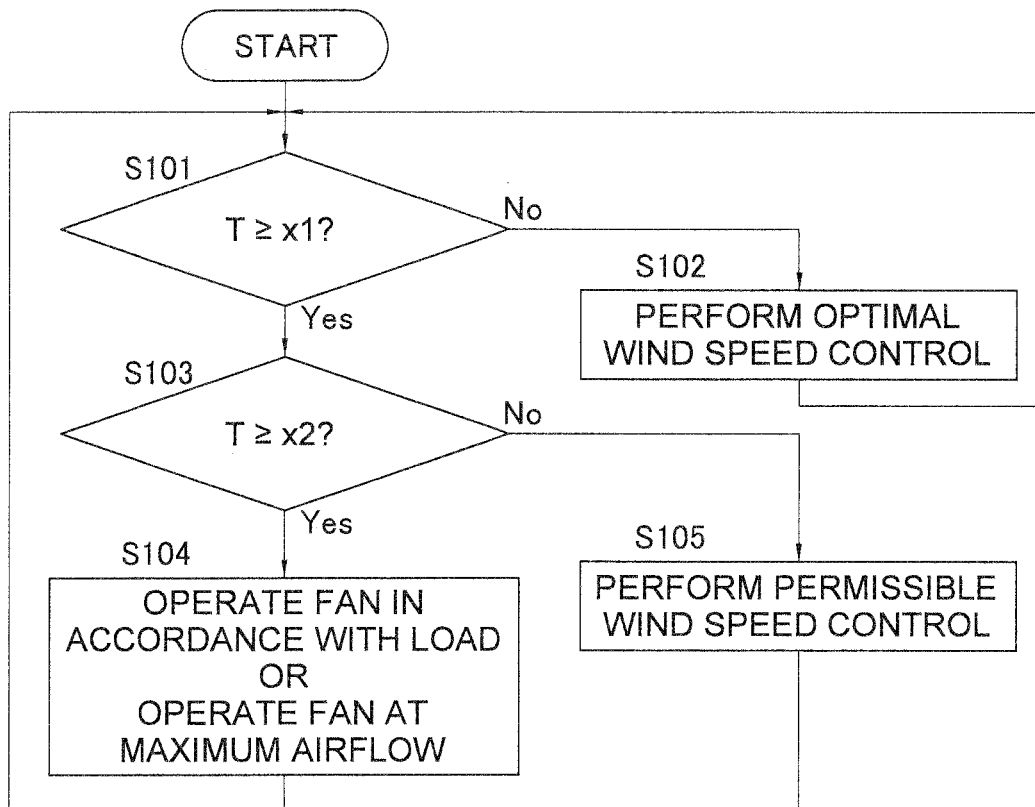 START
S101
T ≥ x1?
No
Yes
S102
PERFORM OPTIMAL
WIND SPEED CONTROL
S103
T ≥ x2?
No
Yes
S104
OPERATE FAN IN
ACCORDANCE WITH LOAD
OR
OPERATE FAN AT
MAXIMUM AIRFLOW
S105
PERFORM PERMISSIBLE
WIND SPEED CONTROL